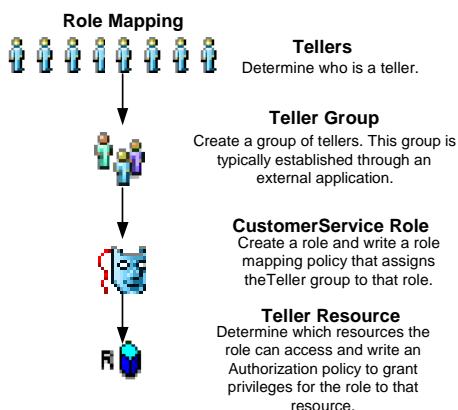 Role Mapping
Tellers
Determine who is a teller.
Teller Group
Create a group of tellers. This group is
typically established through an
external application.
CustomerService Role
Create a role and write a role
mapping policy that assigns
theTeller group to that role.
Teller Resource
Determine which resources the
role can access and write an
Authorization policy to grant
privileges for the role to that
resource.
R